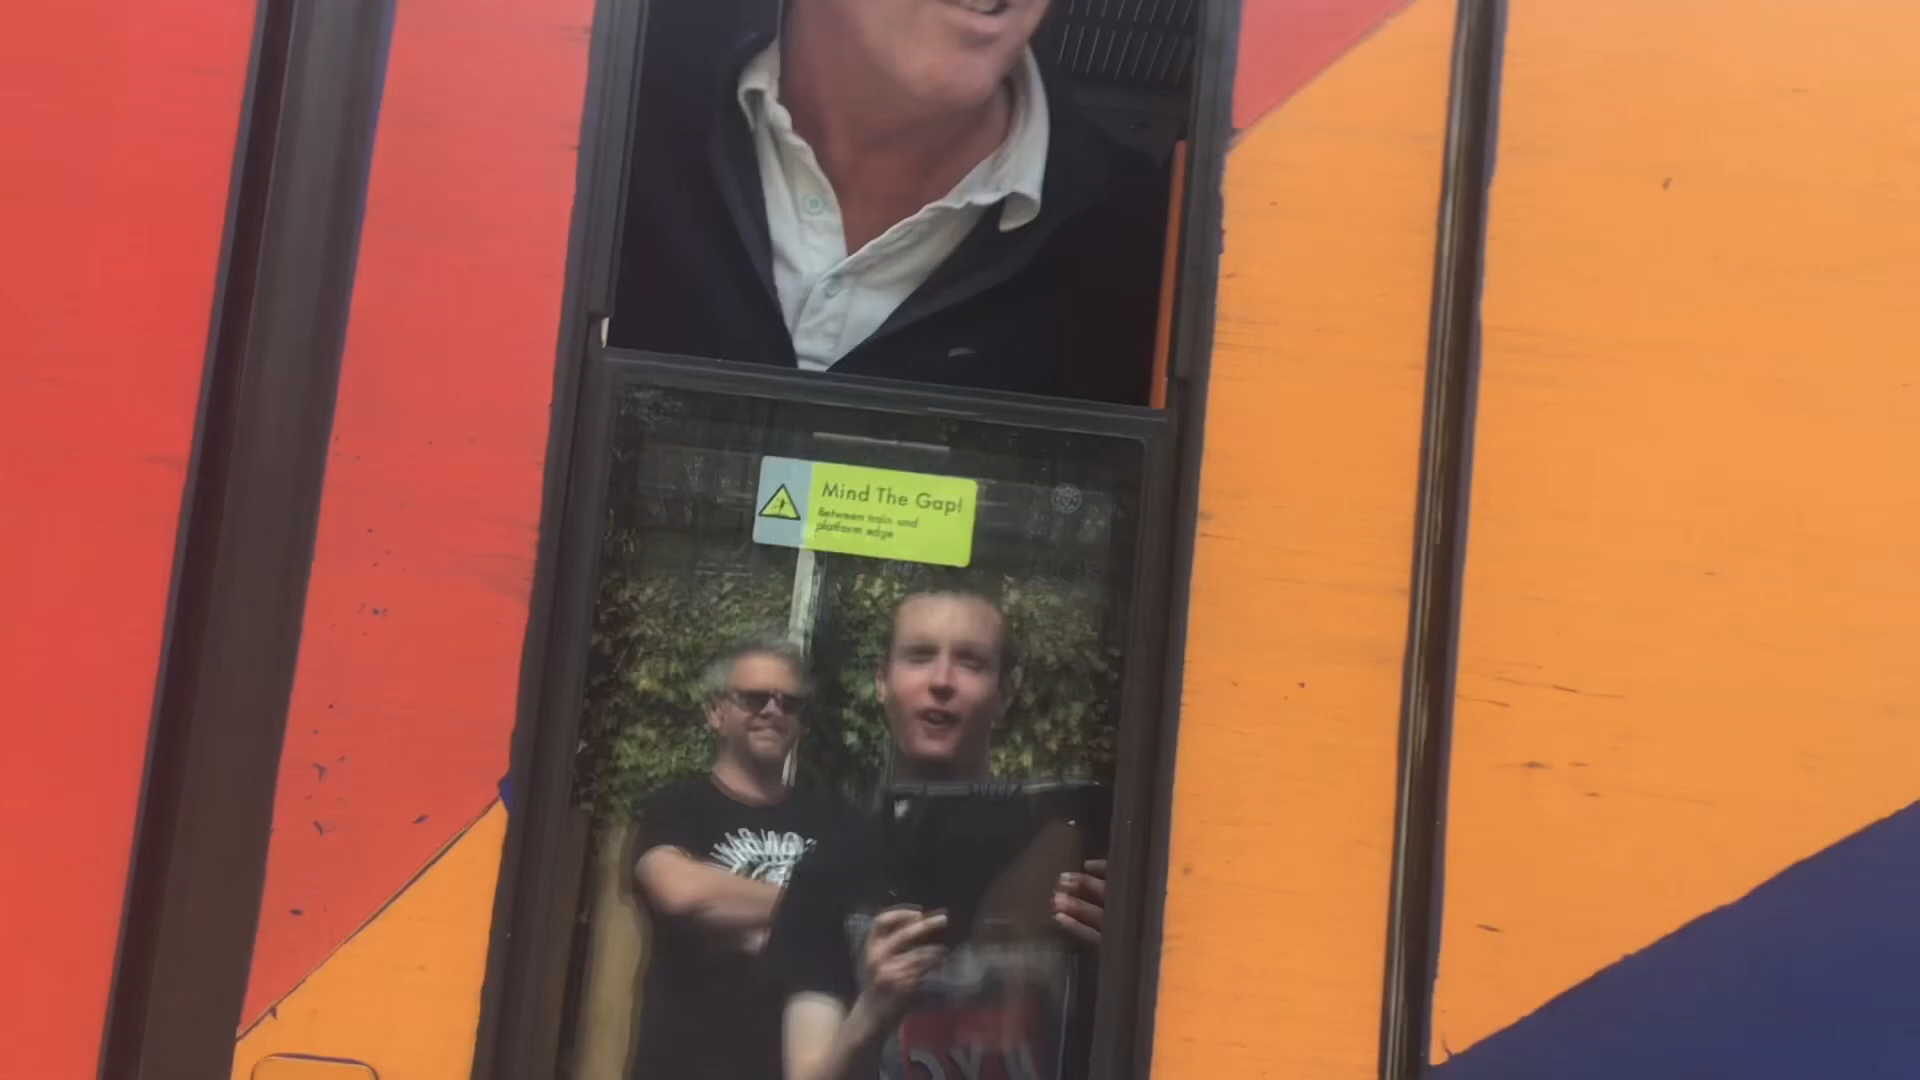 Mind The Gap!
Between train and
platform edge